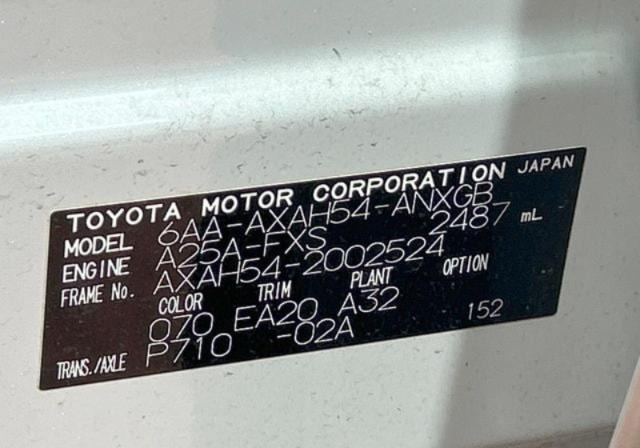 TOYOTA MOTOR CORPORATION JAPAN
MODEL 6AA-AXAH54-ANXGB
ENGINE A25A-FXS 2487 mL
FRAME No. AXAH54-2002524
COLOR TRIM PLANT OPTION
070 EA20 A32
TRANS./AXLE P710 -02A 152